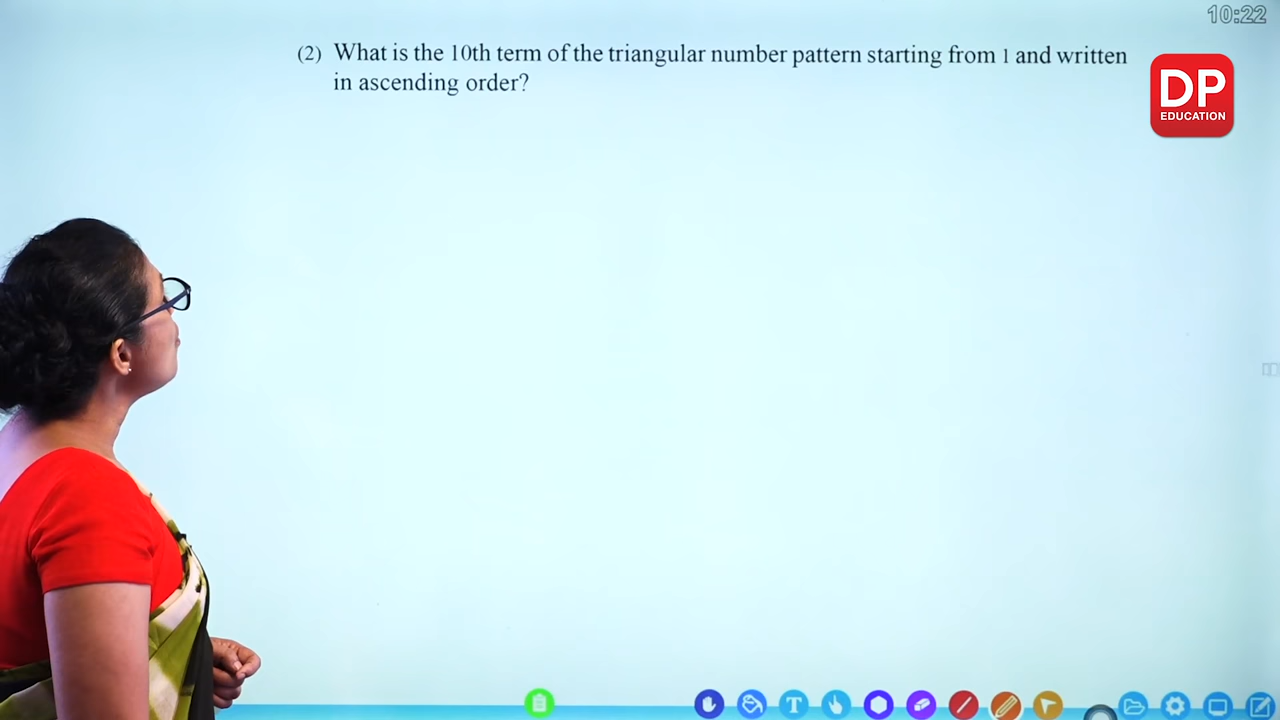 10:22
(2) What is the 10th term of the triangular number pattern starting from 1 and written
in ascending order?
DP
EDUCATION
T